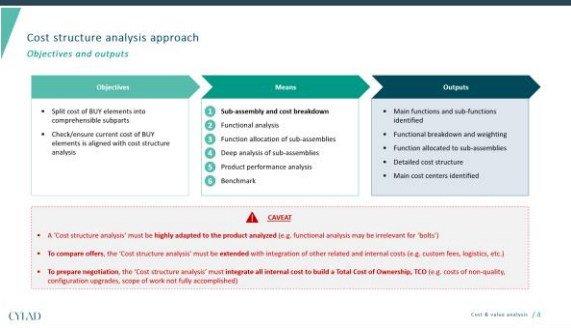 Cost structure analysis approach
Objectives and outputs
Objectives
Means
Outputs
▪ Split cost of BUY elements into
comprehensible subparts
▪ Check/ensure current cost of BUY
elements is aligned with cost structure
analysis
1 Sub-assembly and cost breakdown
2 Functional analysis
3 Function allocation of sub-assemblies
4 Deep analysis of sub-assemblies
5 Product performance analysis
6 Benchmark
▪ Main functions and sub-functions
identified
▪ Functional breakdown and weighting
▪ Function allocated to sub-assemblies
▪ Detailed cost structure
▪ Main cost centers identified
CAVEAT
▪ A 'Cost structure analysis' must be highly adapted to the product analyzed (e.g. functional analysis may be irrelevant for 'bolts')
▪ To compare offers, the 'Cost structure analysis' must be extended with integration of other related and internal costs (e.g. custom fees, logistics, etc.)
▪ To prepare negotiation, the 'Cost structure analysis' must integrate all internal cost to build a Total Cost of Ownership, TCO (e.g. costs of non-quality,
configuration upgrades, scope of work not fully accomplished)
CYLAD
Cost & value analysis / 4